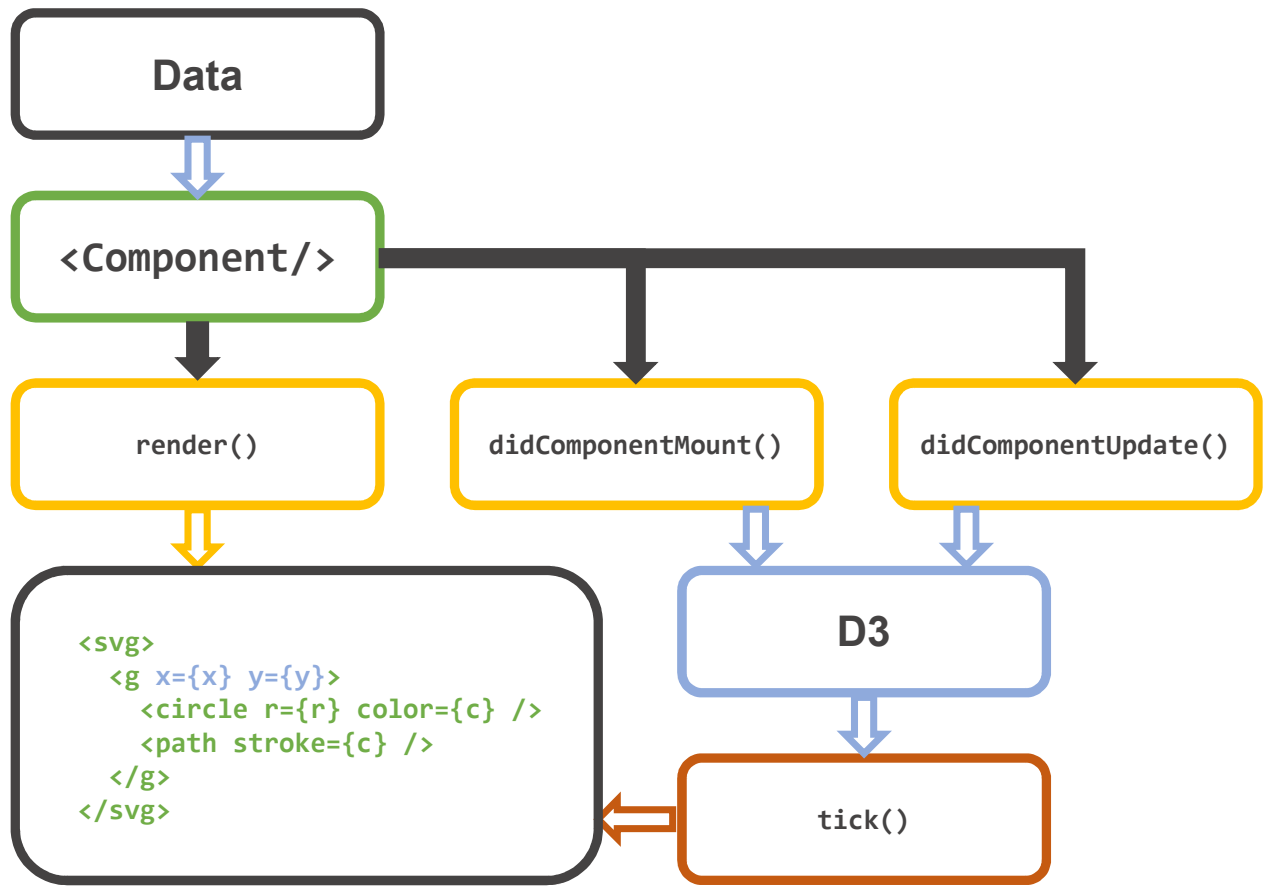 Data
<Component/>
render()
didComponentMount()
didComponentUpdate()
<svg>
  <g x={x} y={y}>
    <circle r={r} color={c} />
    <path stroke={c} />
  </g>
</svg>
D3
tick()